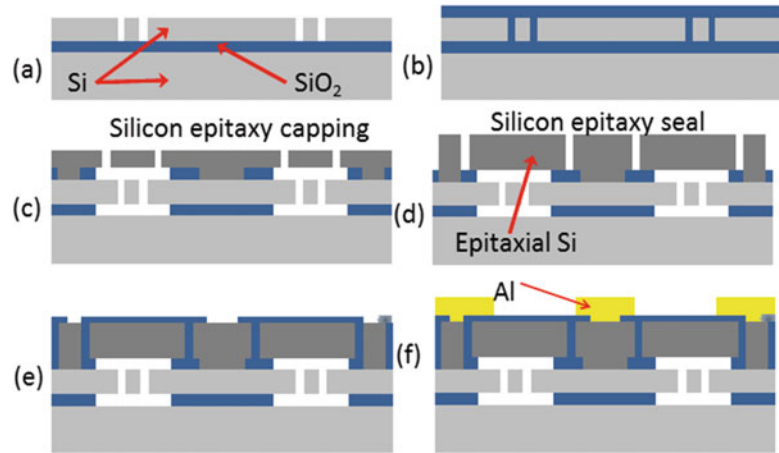 (a)
Si
SiO₂
(b)
Silicon epitaxy capping
(c)
Silicon epitaxy seal
(d)
Epitaxial Si
(e)
Al
(f)